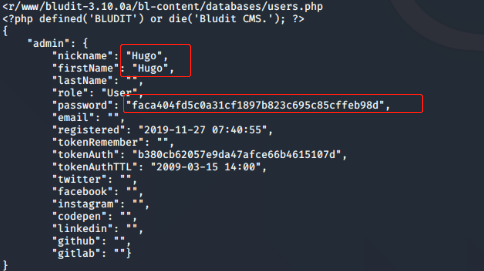 <r/www/bludit-3.10.0a/bl-content/databases/users.php
<?php defined('BLUDIT') or die('Bludit CMS.'); ?>
{
"admin": {
"nickname": "Hugo",
"firstName": "Hugo",
"lastName": "",
"role": "User",
"password": "faca404fd5c0a31cf1897b823c695c85cffeb98d",
"email": "",
"registered": "2019-11-27 07:40:55",
"tokenRemember": "",
"tokenAuth": "b380cb62057e9da47afce66b4615107d",
"tokenAuthTTL": "2009-03-15 14:00",
"twitter": "",
"facebook": "",
"instagram": "",
"codepen": "",
"linkedin": "",
"github": "",
"gitlab": ""}
}